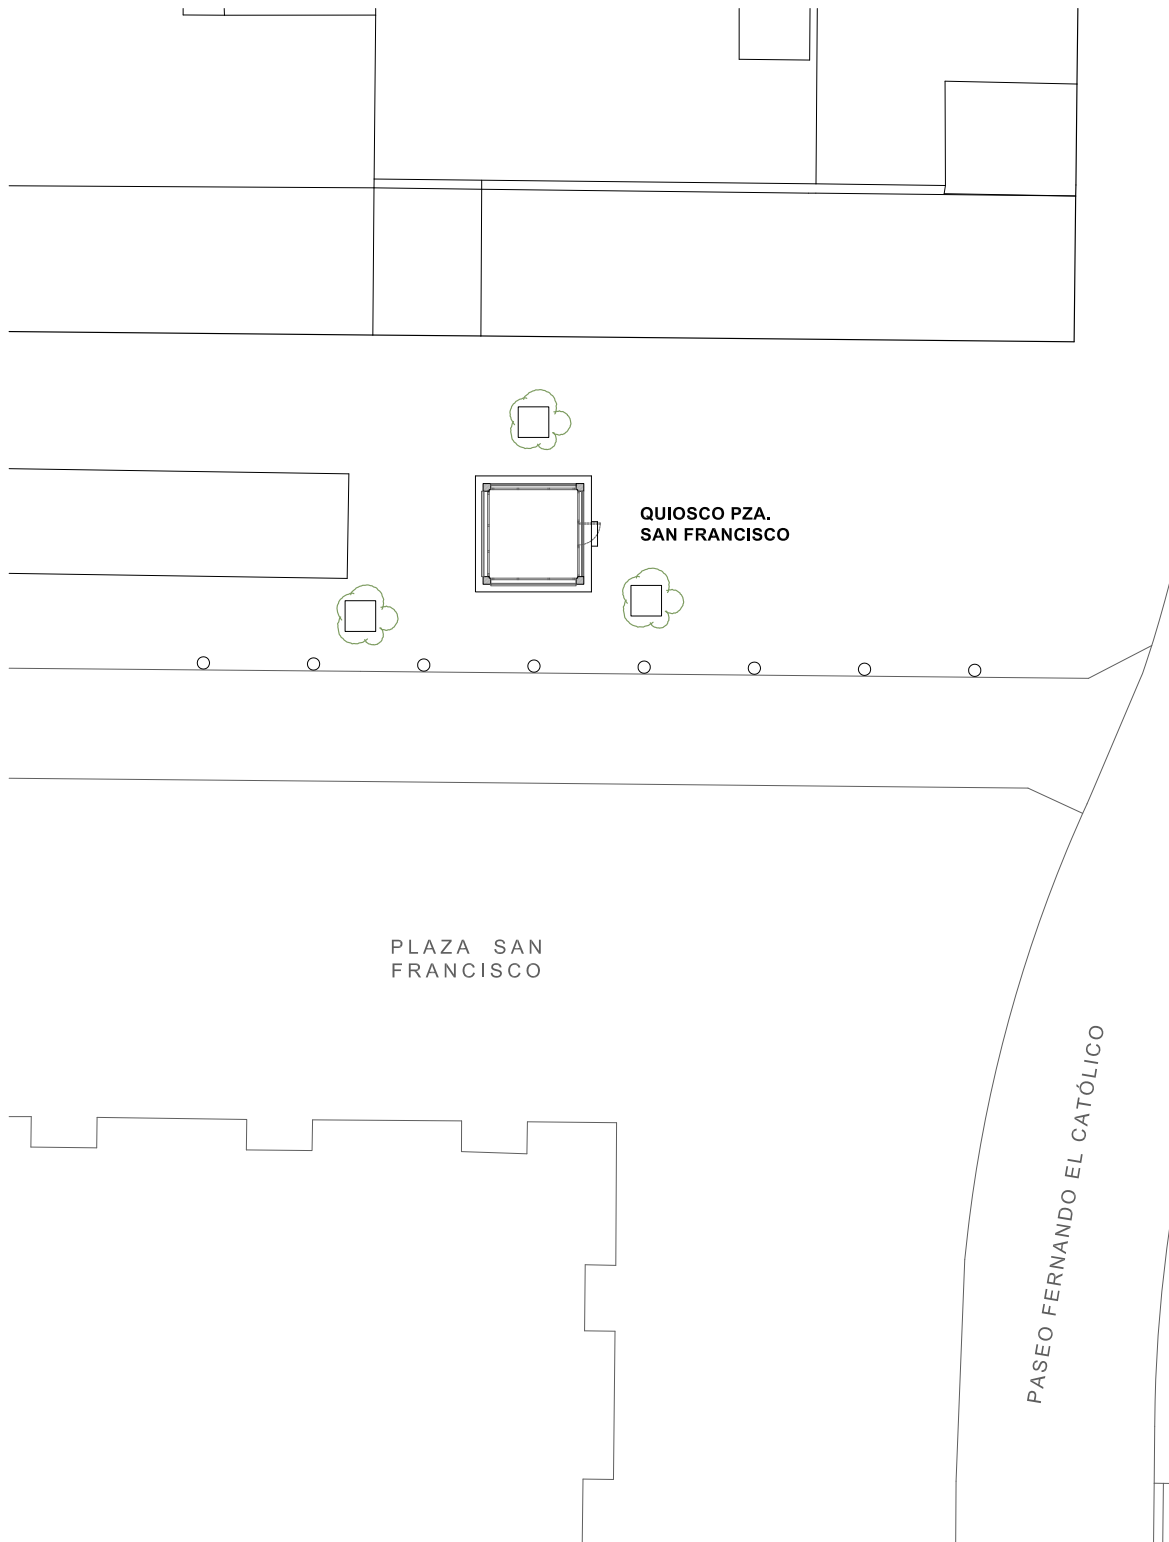 QUIOSCO PZA.
SAN FRANCISCO
PLAZA SAN
FRANCISCO
PASEO FERNANDO EL CATÓLICO